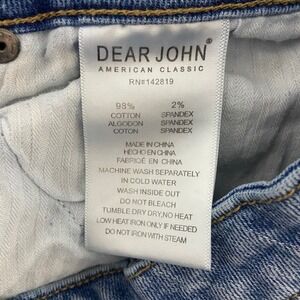 DEAR JOHN®
AMERICAN CLASSIC
RN#142819
98% 2%
COTTON SPANDEX
ALGODON SPANDEX
COTON SPANDEX
MADE IN CHINA
HECHO EN CHINA
FABRIQÉ EN CHINA
MACHINE WASH SEPARATELY
IN COLD WATER
WASH INSIDE OUT
DO NOT BLEACH
TUMBLE DRY DRY,NO HEAT
LOW HEAT IRON ONLY IF NEEDED
DO NOT IRON WITH STEAM